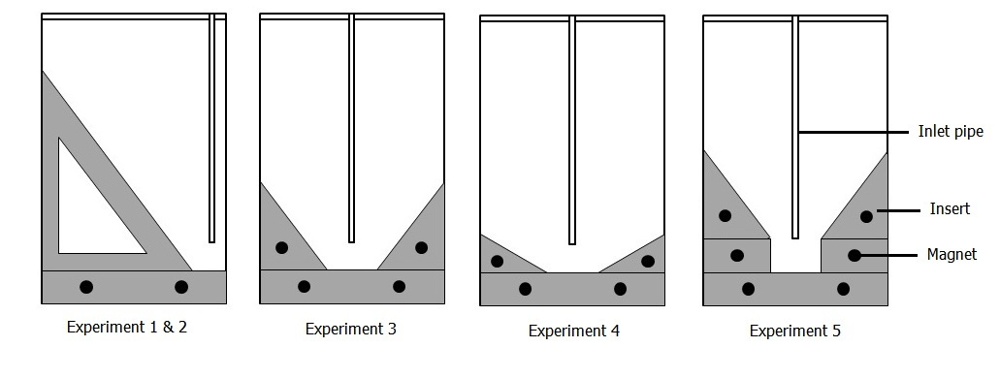 Inlet pipe
Insert
Magnet
Experiment 1 & 2
Experiment 3
Experiment 4
Experiment 5